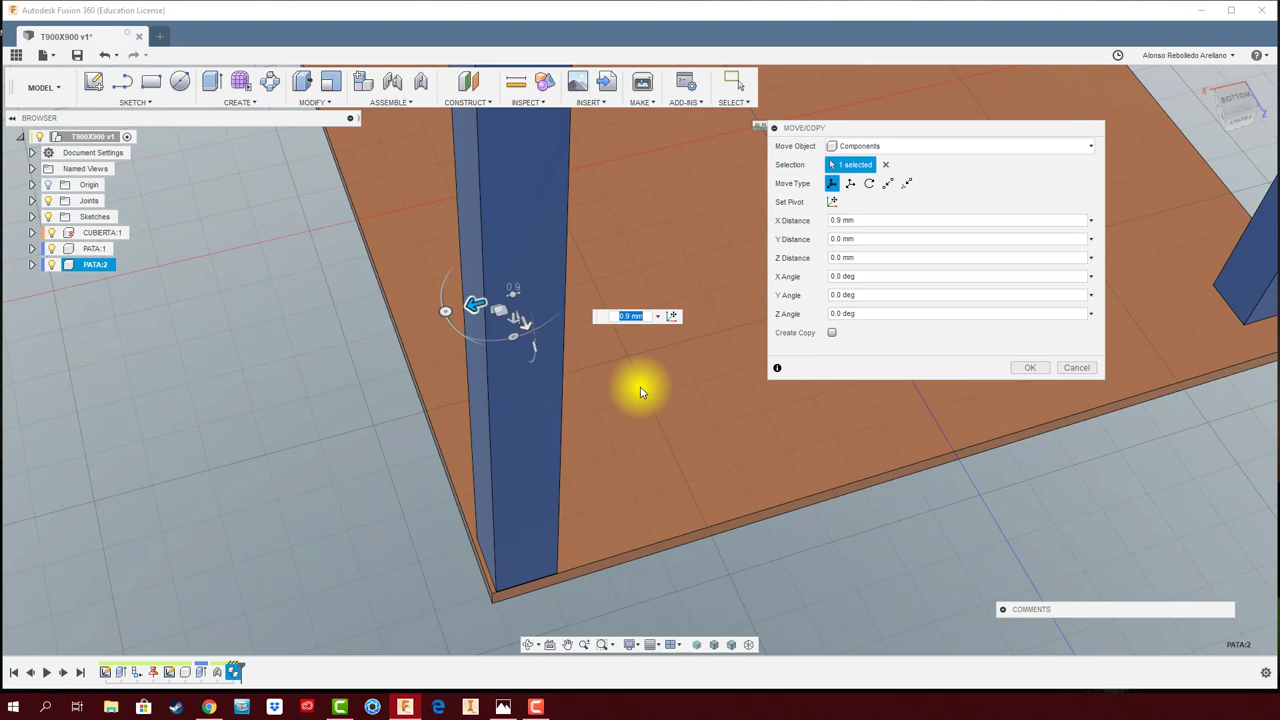 Autodesk Fusion 360 (Education License)
T900X900 v1*
Alonso Rebolledo Arellano
MODEL
SKETCH
CREATE
MODIFY
ASSEMBLE
CONSTRUCT
INSPECT
INSERT
MAKE
ADD-INS
SELECT
BROWSER
T900X900 v1
Document Settings
Named Views
Origin
Joints
Sketches
CUBIERTA:1
PATA:1
PATA:2
BOTTOM
X
Z
MOVE/COPY
Move Object Components
Selection 1 selected
Move Type
Set Pivot
X Distance 0.9 mm
Y Distance 0.0 mm
Z Distance 0.0 mm
X Angle 0.0 deg
Y Angle 0.0 deg
Z Angle 0.0 deg
Create Copy
OK Cancel
0.9
0.9 mm
COMMENTS
PATA:2